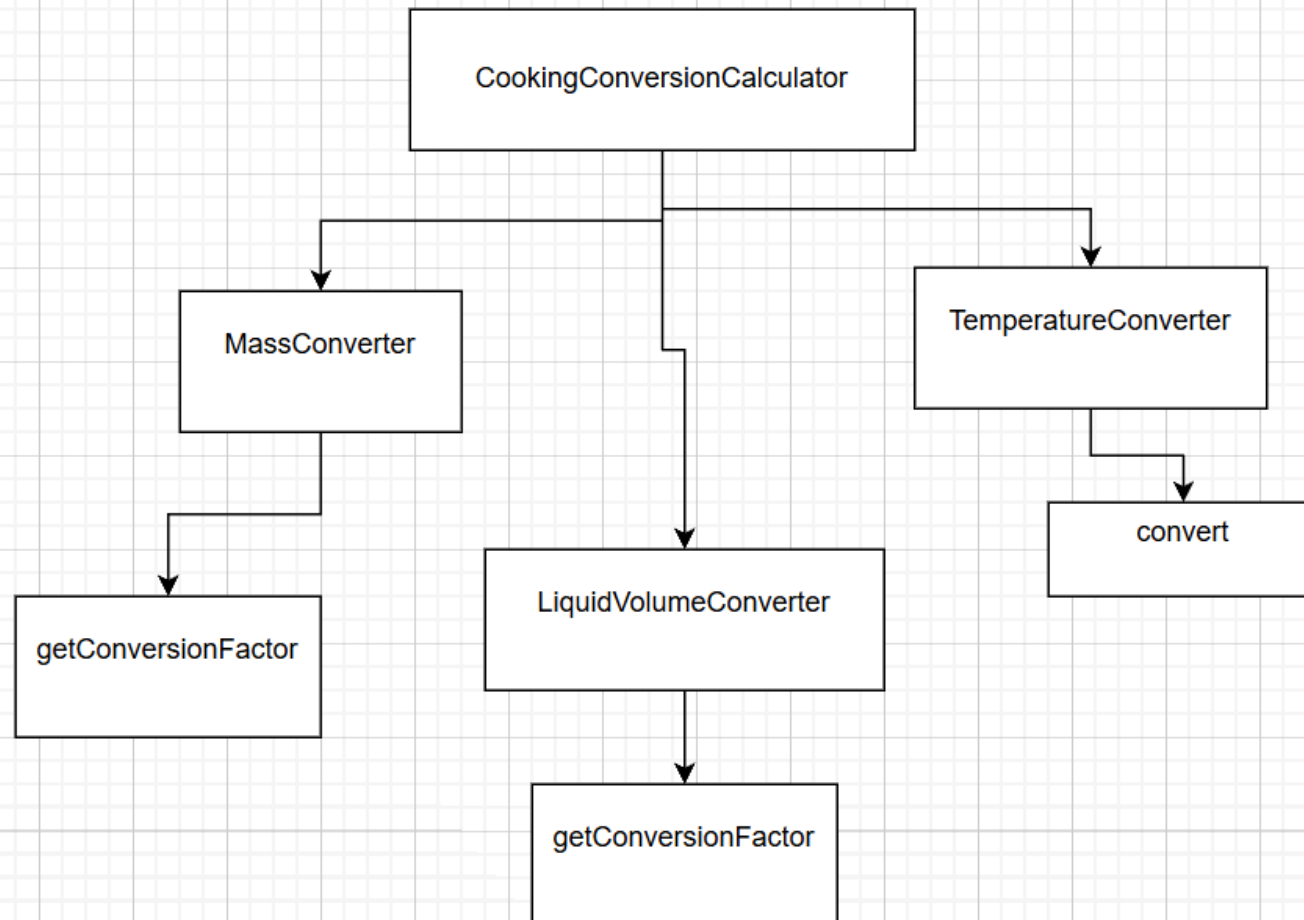 CookingConversionCalculator
MassConverter
TemperatureConverter
convert
LiquidVolumeConverter
getConversionFactor
getConversionFactor